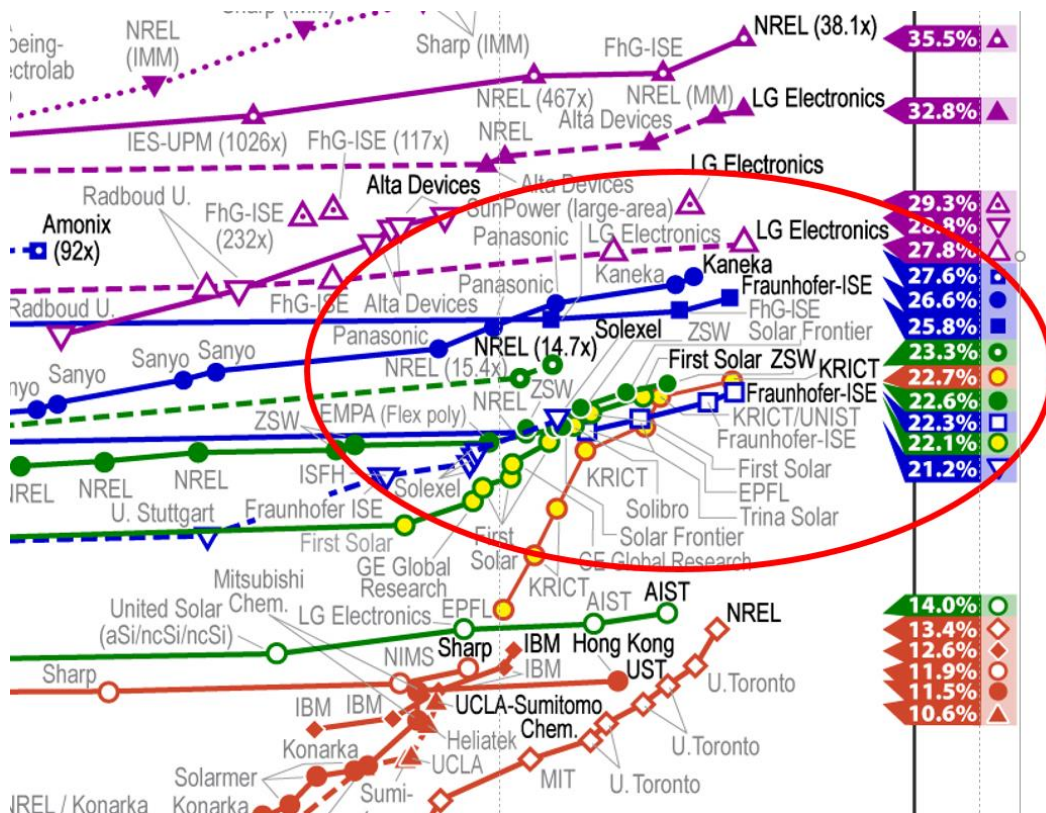 Sharp (IMM)
NREL
(IMM)
NREL (38.1x)
35.5%
Sharp (IMM)
FhG-ISE
NREL (467x)
NREL (MM)
LG Electronics
32.8%
IES-UPM (1026x)
NREL
Alta Devices
FhG-ISE (117x)
Radboud U.
Alta Devices
Alta Devices
LG Electronics
29.3%
FhG-ISE
(232x)
SunPower (large-area)
28.8%
Amonix
(92x)
Panasonic
LG Electronics
LG Electronics
27.8%
Radboud U.
FhG-ISE
Alta Devices
Panasonic
Kaneka
Kaneka
27.6%
Fraunhofer-ISE
26.6%
FhG-ISE
25.8%
Panasonic
Solexel
ZSW
Solar Frontier
Sanyo
Sanyo
NREL (14.7x)
23.3%
NREL (15.4x)
First Solar
ZSW
KRICT
22.7%
NREL
ZSW
Fraunhofer-ISE
22.6%
ZSW
EMPA (Flex poly)
KRICT/UNIST
22.3%
Fraunhofer-ISE
22.1%
NREL
NREL
NREL
ISFH
Solexel
KRICT
First Solar
21.2%
EPFL
U. Stuttgart
Fraunhofer ISE
Solibro
Trina Solar
First Solar
First
Solar
Solar Frontier
GE Global
Research
GE Global Research
KRICT
Mitsubishi
Chem.
United Solar
(aSi/ncSi/ncSi)
LG Electronics
EPFL
AIST
AIST
14.0%
NREL
13.4%
NIMS
Sharp
IBM
Hong Kong
UST
12.6%
Sharp
IBM
11.9%
U.Toronto
11.5%
IBM
IBM
UCLA-Sumitomo
Chem.
10.6%
Heliatek
U.Toronto
Konarka
UCLA
MIT
U. Toronto
Solarmer
Konarka
Sumi-
NREL / Konarka